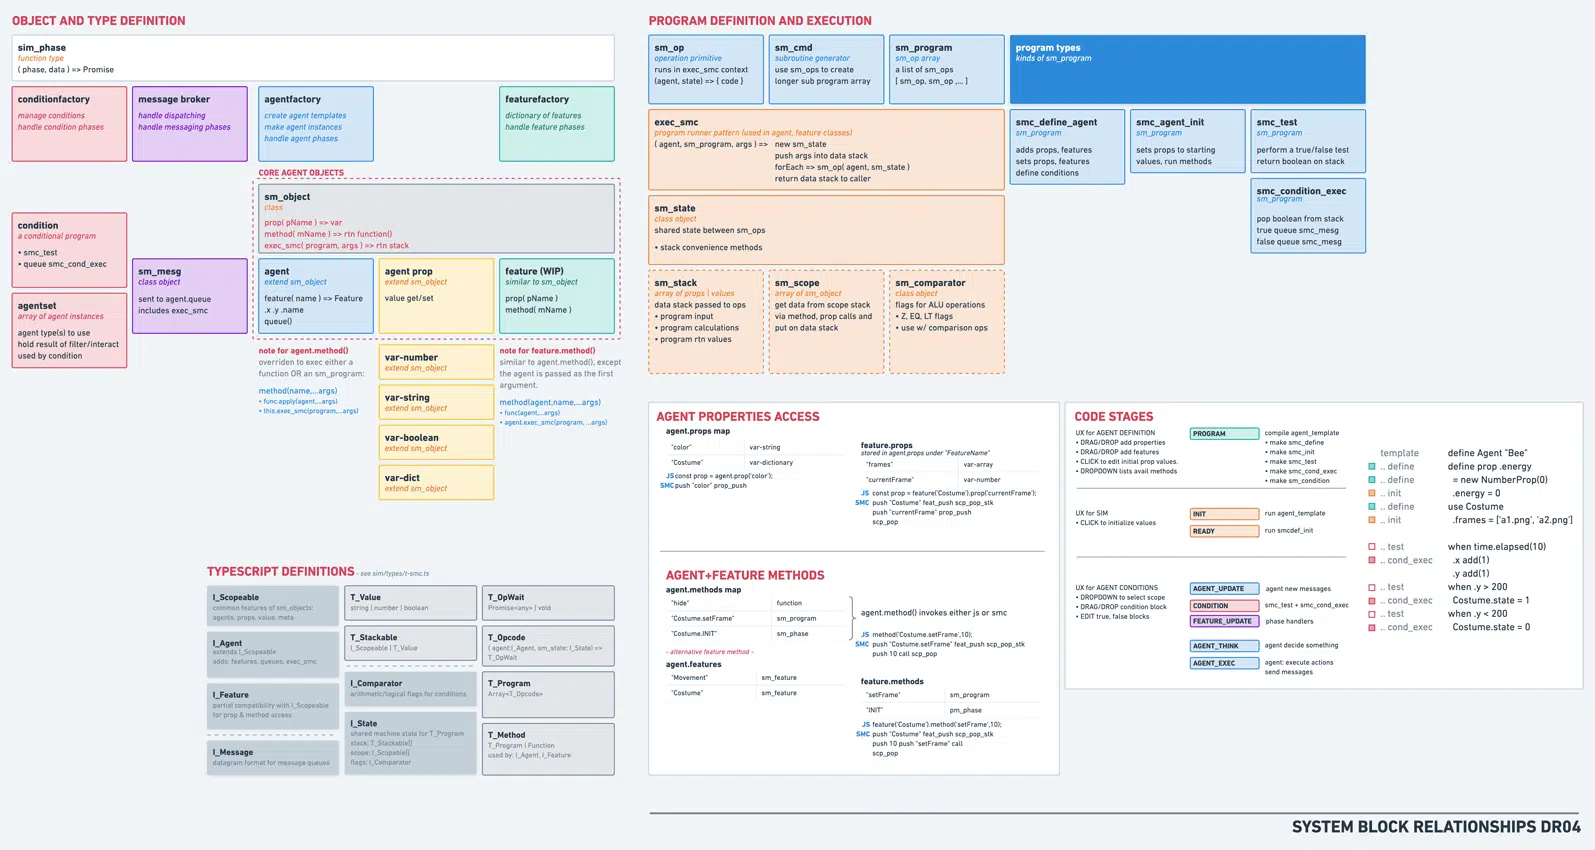 OBJECT AND TYPE DEFINITION
sim_phase
function type
( phase, data ) => Promise
conditionfactory
manage conditions
handle condition phases
message broker
handle dispatching
handle messaging phases
agentfactory
create agent templates
make agent instances
handle agent phases
featurefactory
dictionary of features
handle feature phases
CORE AGENT OBJECTS
sm_object
class
prop( pName ) => var
method( mName ) => rtn function()
exec_smc( program, args ) => rtn stack
condition
a conditional program
• smc_test
• queue smc_cond_exec
agentset
array of agent instances
agent type(s) to use
hold result of filter/interact
used by condition
sm_mesg
class object
sent to agent.queue
includes exec_smc
agent
extend sm_object
feature( name ) => Feature
.x .y .name
queue()
agent prop
extend sm_object
value get/set
feature (WIP)
similar to sm_object
prop( pName )
method( mName )
note for agent.method()
overriden to exec either a
function OR an sm_program:
method(name,...args)
• func.apply(agent,...args)
• this.exec_smc(program,...args)
var-number
extend sm_object
var-string
extend sm_object
var-boolean
extend sm_object
var-dict
extend sm_object
note for feature.method()
similar to agent.method(), except
the agent is passed as the first
argument.
method(agent,name,...args)
• func(agent,...args)
• agent.exec_smc(program, ...args)
TYPESCRIPT DEFINITIONS - see sim/types/t-smc.ts
I_Scopeable
common features of sm_objects:
agents, props, value, meta
I_Agent
extends I_Scopeable
adds: features, queues, exec_smc
I_Feature
partial compatibility with I_Scopeable
for prop & method access
I_Message
datagram format for message queues
T_Value
string | number | boolean
T_Stackable
I_Scopeable | T_Value
I_Comparator
arithmetic/logical flags for conditions
I_State
shared machine state for T_Program
stack: T_Stackable[]
scope: I_Scopable[]
flags: I_Comparator
T_OpWait
Promise<any> | void
T_Opcode
( agent:I_Agent, sm_state: I_State) =>
T_OpWait
T_Program
Array<T_Opcode>
T_Method
T_Program | Function
used by: I_Agent, I_Feature
PROGRAM DEFINITION AND EXECUTION
sm_op
operation primitive
runs in exec_smc context
(agent, state) => { code }
sm_cmd
subroutine generator
use sm_ops to create
longer sub program array
sm_program
sm_op array
a list of sm_ops
[ sm_op, sm_op ,... ]
program types
kinds of sm_program
exec_smc
program runner pattern (used in agent, feature classes)
( agent, sm_program, args ) => new sm_state
push args into data stack
forEach => sm_op( agent, sm_state )
return data stack to caller
smc_define_agent
sm_program
adds props, features
sets props, features
define conditions
smc_agent_init
sm_program
sets props to starting
values, run methods
smc_test
sm_program
perform a true/false test
return boolean on stack
smc_condition_exec
sm_program
pop boolean from stack
true queue smc_mesg
false queue smc_mesg
sm_state
class object
shared state between sm_ops
• stack convenience methods
sm_stack
array of props | values
data stack passed to ops
• program input
• program calculations
• program rtn values
sm_scope
array of sm_object
get data from scope stack
via method, prop calls and
put on data stack
sm_comparator
class object
flags for ALU operations
• Z, EQ, LT flags
• use w/ comparison ops
AGENT PROPERTIES ACCESS
agent.props map
"color" var-string
"Costume" var-dictionary
JS const prop = agent.prop('color');
SMC push "color" prop_push
feature.props
stored in agent.props under "FeatureName"
"frames" var-array
"currentFrame" var-number
JS const prop = feature('Costume').prop('currentFrame');
SMC push "Costume" feat_push scp_pop_stk
push "currentFrame" prop_push
scp_pop
AGENT+FEATURE METHODS
agent.methods map
"hide" function
"Costume.setFrame" sm_program
"Costume.INIT" sm_phase
agent.method() invokes either js or smc
JS method('Costume.setFrame',10);
SMC push "Costume.setFrame" feat_push scp_pop_stk
push 10 call scp_pop
- alternative feature method -
agent.features
"Movement" sm_feature
"Costume" sm_feature
feature.methods
"setFrame" sm_program
"INIT" pm_phase
JS feature('Costume').method('setFrame',10);
SMC push "Costume" feat_push scp_pop_stk
push 10 push "setFrame" call
scp_pop
CODE STAGES
UX for AGENT DEFINITION
• DRAG/DROP add properties
• DRAG/DROP add features
• CLICK to edit initial prop values.
• DROPDOWN lists avail methods
PROGRAM
compile agent_template
• make smc_define
• make smc_init
• make smc_test
• make smc_cond_exec
• make sm_condition
UX for SIM
• CLICK to initialize values
INIT run agent_template
READY run smcdef_init
UX for AGENT CONDITIONS
• DROPDOWN to select scope
• DRAG/DROP condition block
• EDIT true, false blocks
AGENT_UPDATE agent new messages
CONDITION smc_test + smc_cond_exec
FEATURE_UPDATE phase handlers
AGENT_THINK agent decide something
AGENT_EXEC agent: execute actions
send messages
template define Agent "Bee"
.. define define prop .energy
.. define = new NumberProp(0)
.. init .energy = 0
.. define use Costume
.. init .frames = ['a1.png', 'a2.png']
.. test when time.elapsed(10)
.. cond_exec .x add(1)
.y add(1)
.. test when .y > 200
.. cond_exec Costume.state = 1
.. test when .y < 200
.. cond_exec Costume.state = 0
SYSTEM BLOCK RELATIONSHIPS DR04